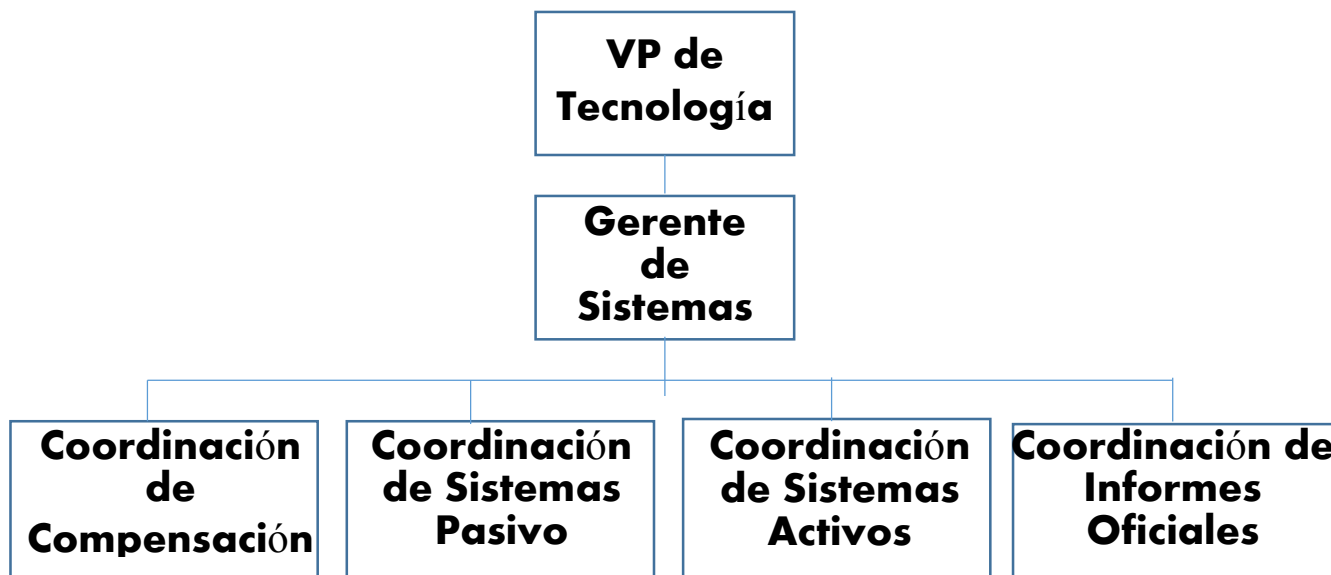 VP de
Tecnología
Gerente
de
Sistemas
Coordinación
de
Compensación
Coordinación
de Sistemas
Pasivo
Coordinación
de Sistemas
Activos
Coordinación de
Informes
Oficiales